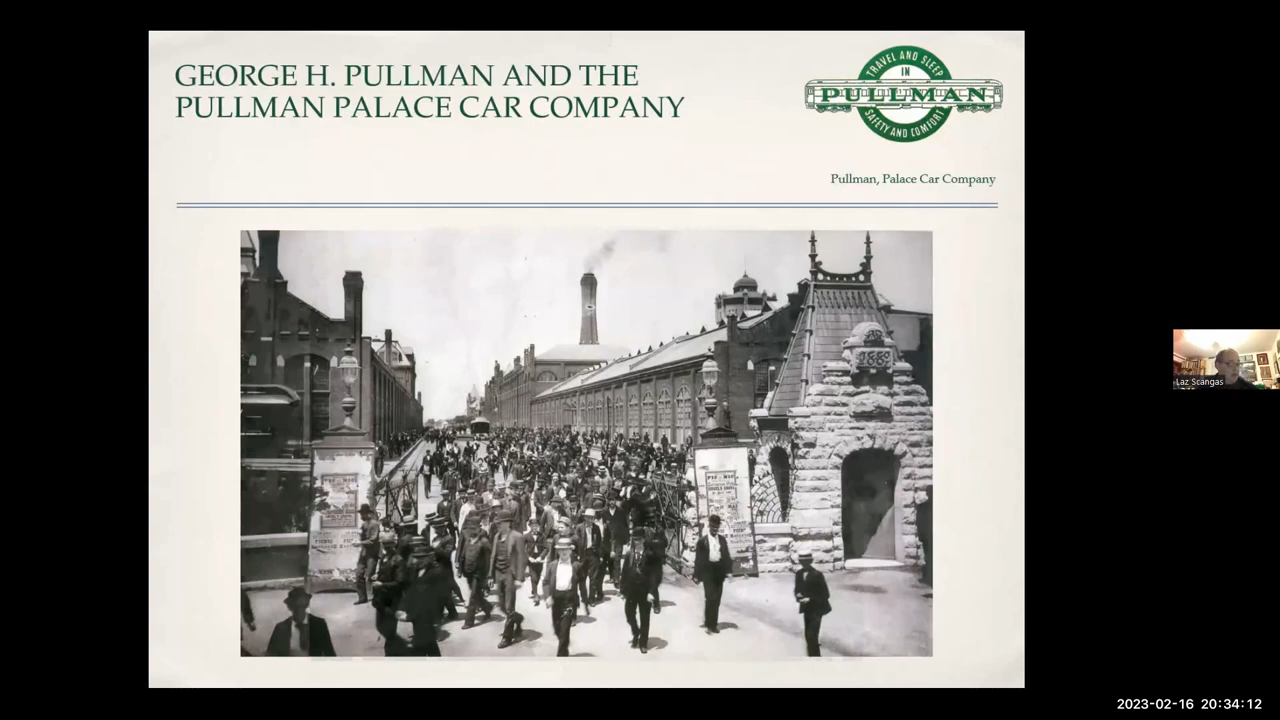 GEORGE H. PULLMAN AND THE
PULLMAN PALACE CAR COMPANY
TRAVEL AND SLEEP
IN
PULLMAN
SAFETY AND COMFORT
Pullman, Palace Car Company
1880
Laz Scangas
2023-02-16 20:34:12